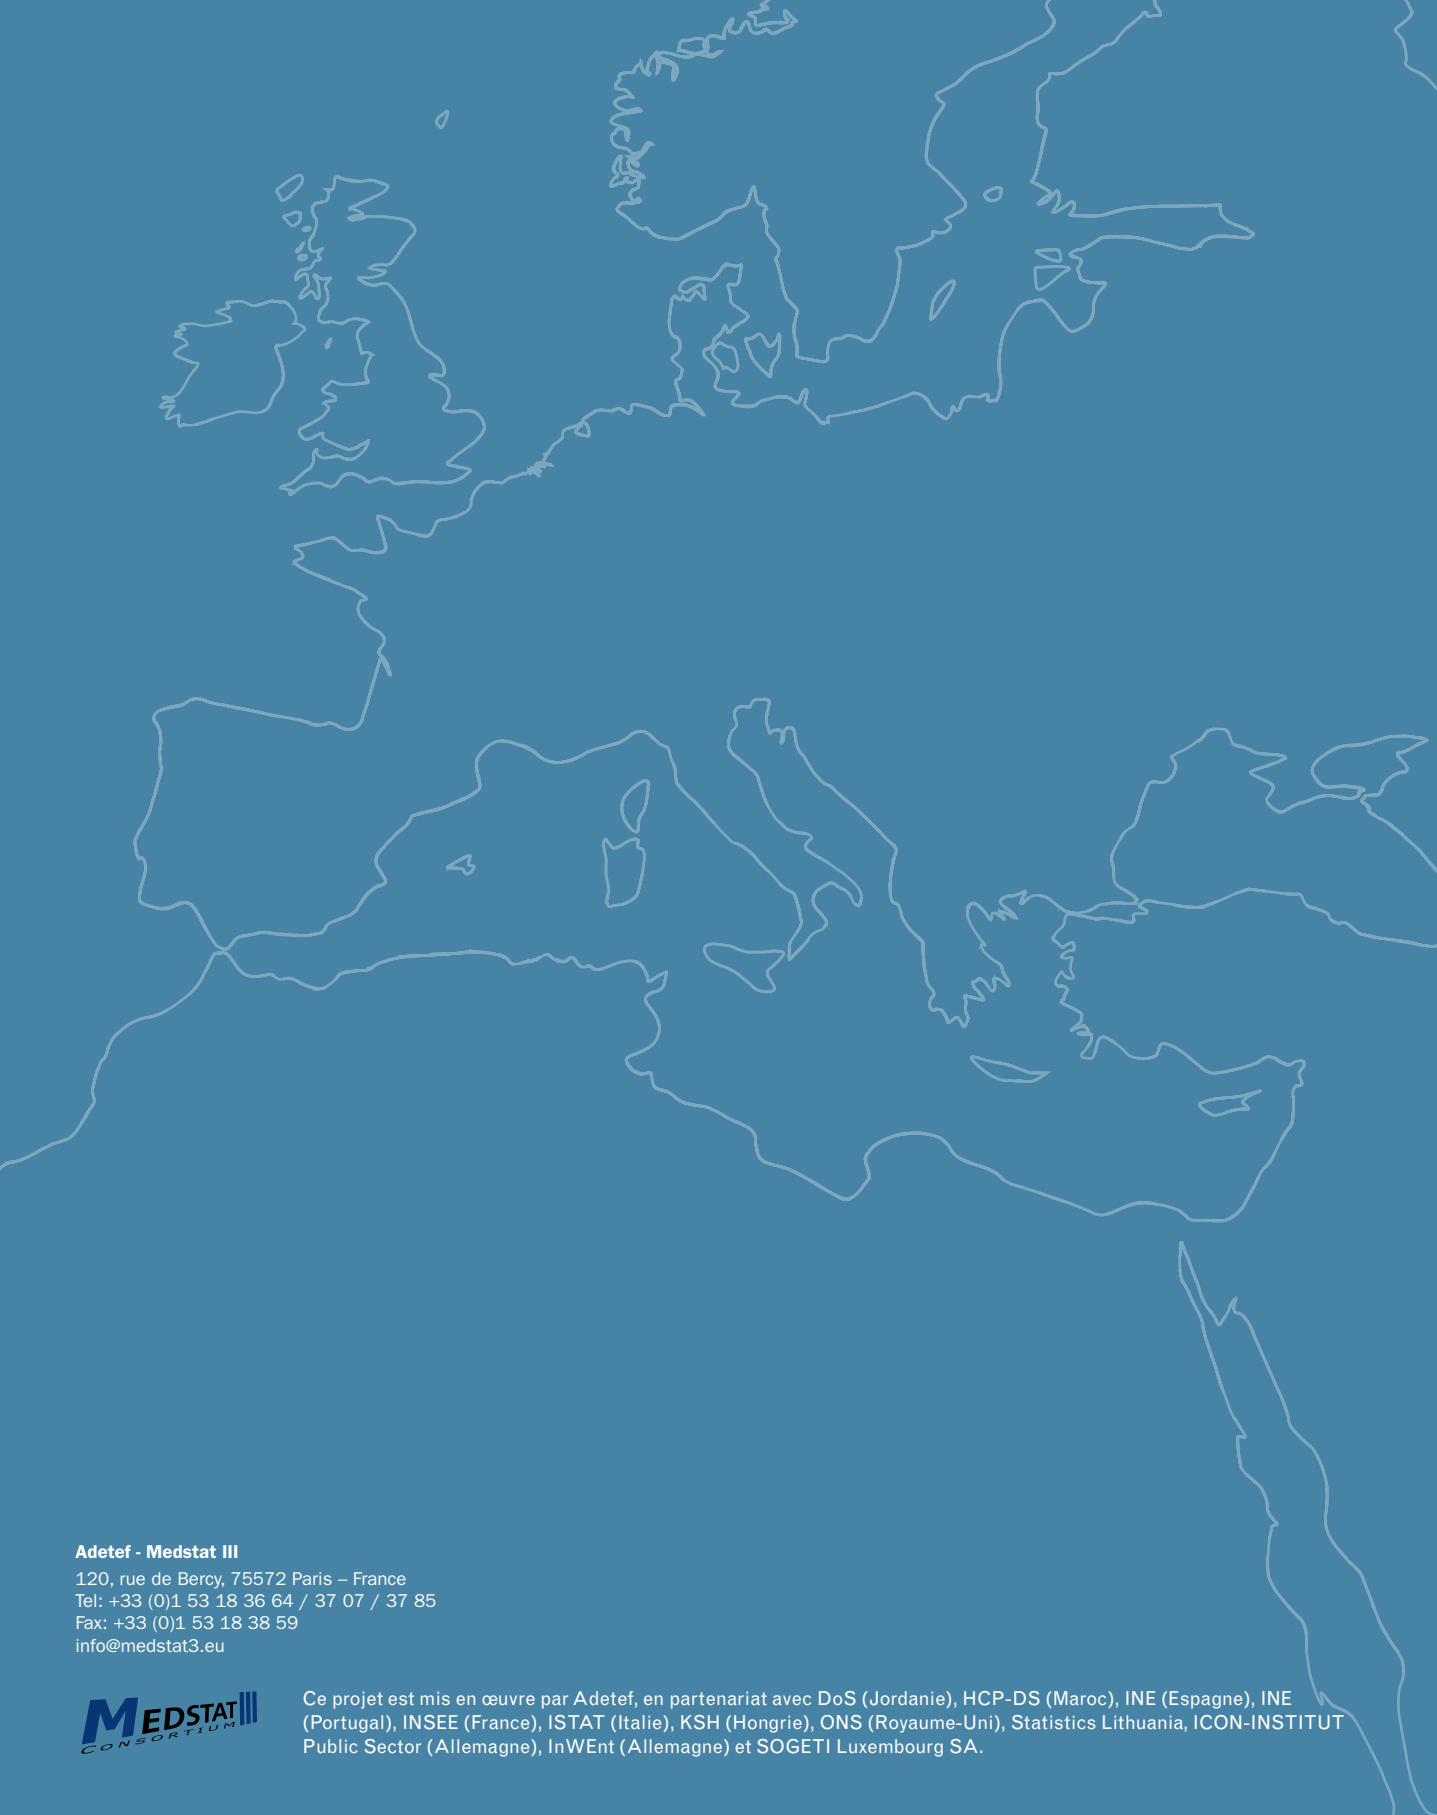 Adetef - Medstat III
120, rue de Bercy, 75572 Paris – France
Tel: +33 (0)1 53 18 36 64 / 37 07 / 37 85
Fax: +33 (0)1 53 18 38 59
info@medstat3.eu
MEDSTAT III
CONSORTIUM
Ce projet est mis en œuvre par Adetef, en partenariat avec DoS (Jordanie), HCP-DS (Maroc), INE (Espagne), INE
(Portugal), INSEE (France), ISTAT (Italie), KSH (Hongrie), ONS (Royaume-Uni), Statistics Lithuania, ICON-INSTITUT
Public Sector (Allemagne), InWEnt (Allemagne) et SOGETI Luxembourg SA.